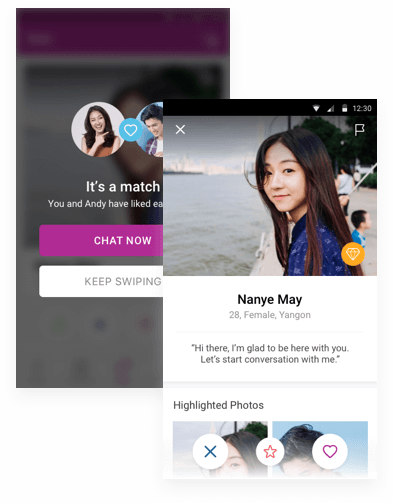 It's a match
You and Andy have liked ea
CHAT NOW
KEEP SWIPING
12:30
Nanye May
28, Female, Yangon
“Hi there, I’m glad to be here with you.
Let’s start conversation with me.”
Highlighted Photos